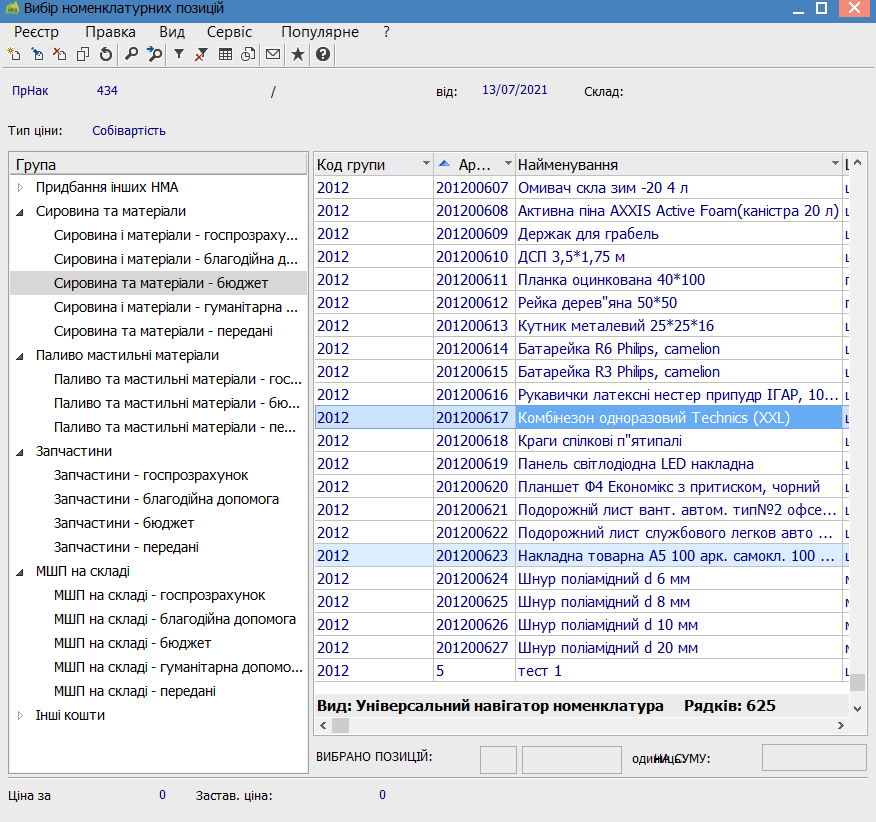 Вибір номенклатурних позицій
Реєстр Правка Вид Сервіс Популярне ?
ПрНак 434 / від: 13/07/2021 Склад:
Тип ціни: Собівартість
Група
Придбання інших НМА
Сировина та матеріали
Сировина і матеріали - госпрозраху...
Сировина і матеріали - благодійна д...
Сировина та матеріали - бюджет
Сировина і матеріали - гуманітарна ...
Сировина та матеріали - передані
Паливо мастильні матеріали
Паливо та мастильні матеріали - гос...
Паливо та мастильні матеріали - бю...
Паливо та мастильні матеріали - пе...
Запчастини
Запчастини - госпрозрахунок
Запчастини - благодійна допомога
Запчастини - бюджет
Запчастини - передані
МШП на складі
МШП на складі - госпрозрахунок
МШП на складі - благодійна допомога
МШП на складі - бюджет
МШП на складі - гуманітарна допомо...
МШП на складі - передані
Інші кошти
Код групи Ар... Найменування
2012 201200607 Омивач скла зим -20 4 л
2012 201200608 Активна піна AXXIS Active Foam(каністра 20 л)
2012 201200609 Держак для грабель
2012 201200610 ДСП 3,5*1,75 м
2012 201200611 Планка оцинкована 40*100
2012 201200612 Рейка дерев"яна 50*50
2012 201200613 Кутник металевий 25*25*16
2012 201200614 Батарейка R6 Philips, camelion
2012 201200615 Батарейка R3 Philips, camelion
2012 201200616 Рукавички латексні нестер припудр ІГАР, 10...
2012 201200617 Комбінезон одноразовий Technics (XXL)
2012 201200618 Краги спілкові п"ятипалі
2012 201200619 Панель світлодіодна LED накладна
2012 201200620 Планшет Ф4 Економікс з притиском, чорний
2012 201200621 Подорожній лист вант. автом. тип№2 офсе...
2012 201200622 Подорожний лист службового легков авто ...
2012 201200623 Накладна товарна А5 100 арк. самокл. 100 ...
2012 201200624 Шнур поліамідний d 6 мм
2012 201200625 Шнур поліамідний d 8 мм
2012 201200626 Шнур поліамідний d 10 мм
2012 201200627 Шнур поліамідний d 20 мм
2012 5 тест 1
Вид: Універсальний навігатор номенклатура Рядків: 625
ВИБРАНО ПОЗИЦІЙ: НА СУМУ:
Ціна за 0 Застав. ціна: 0